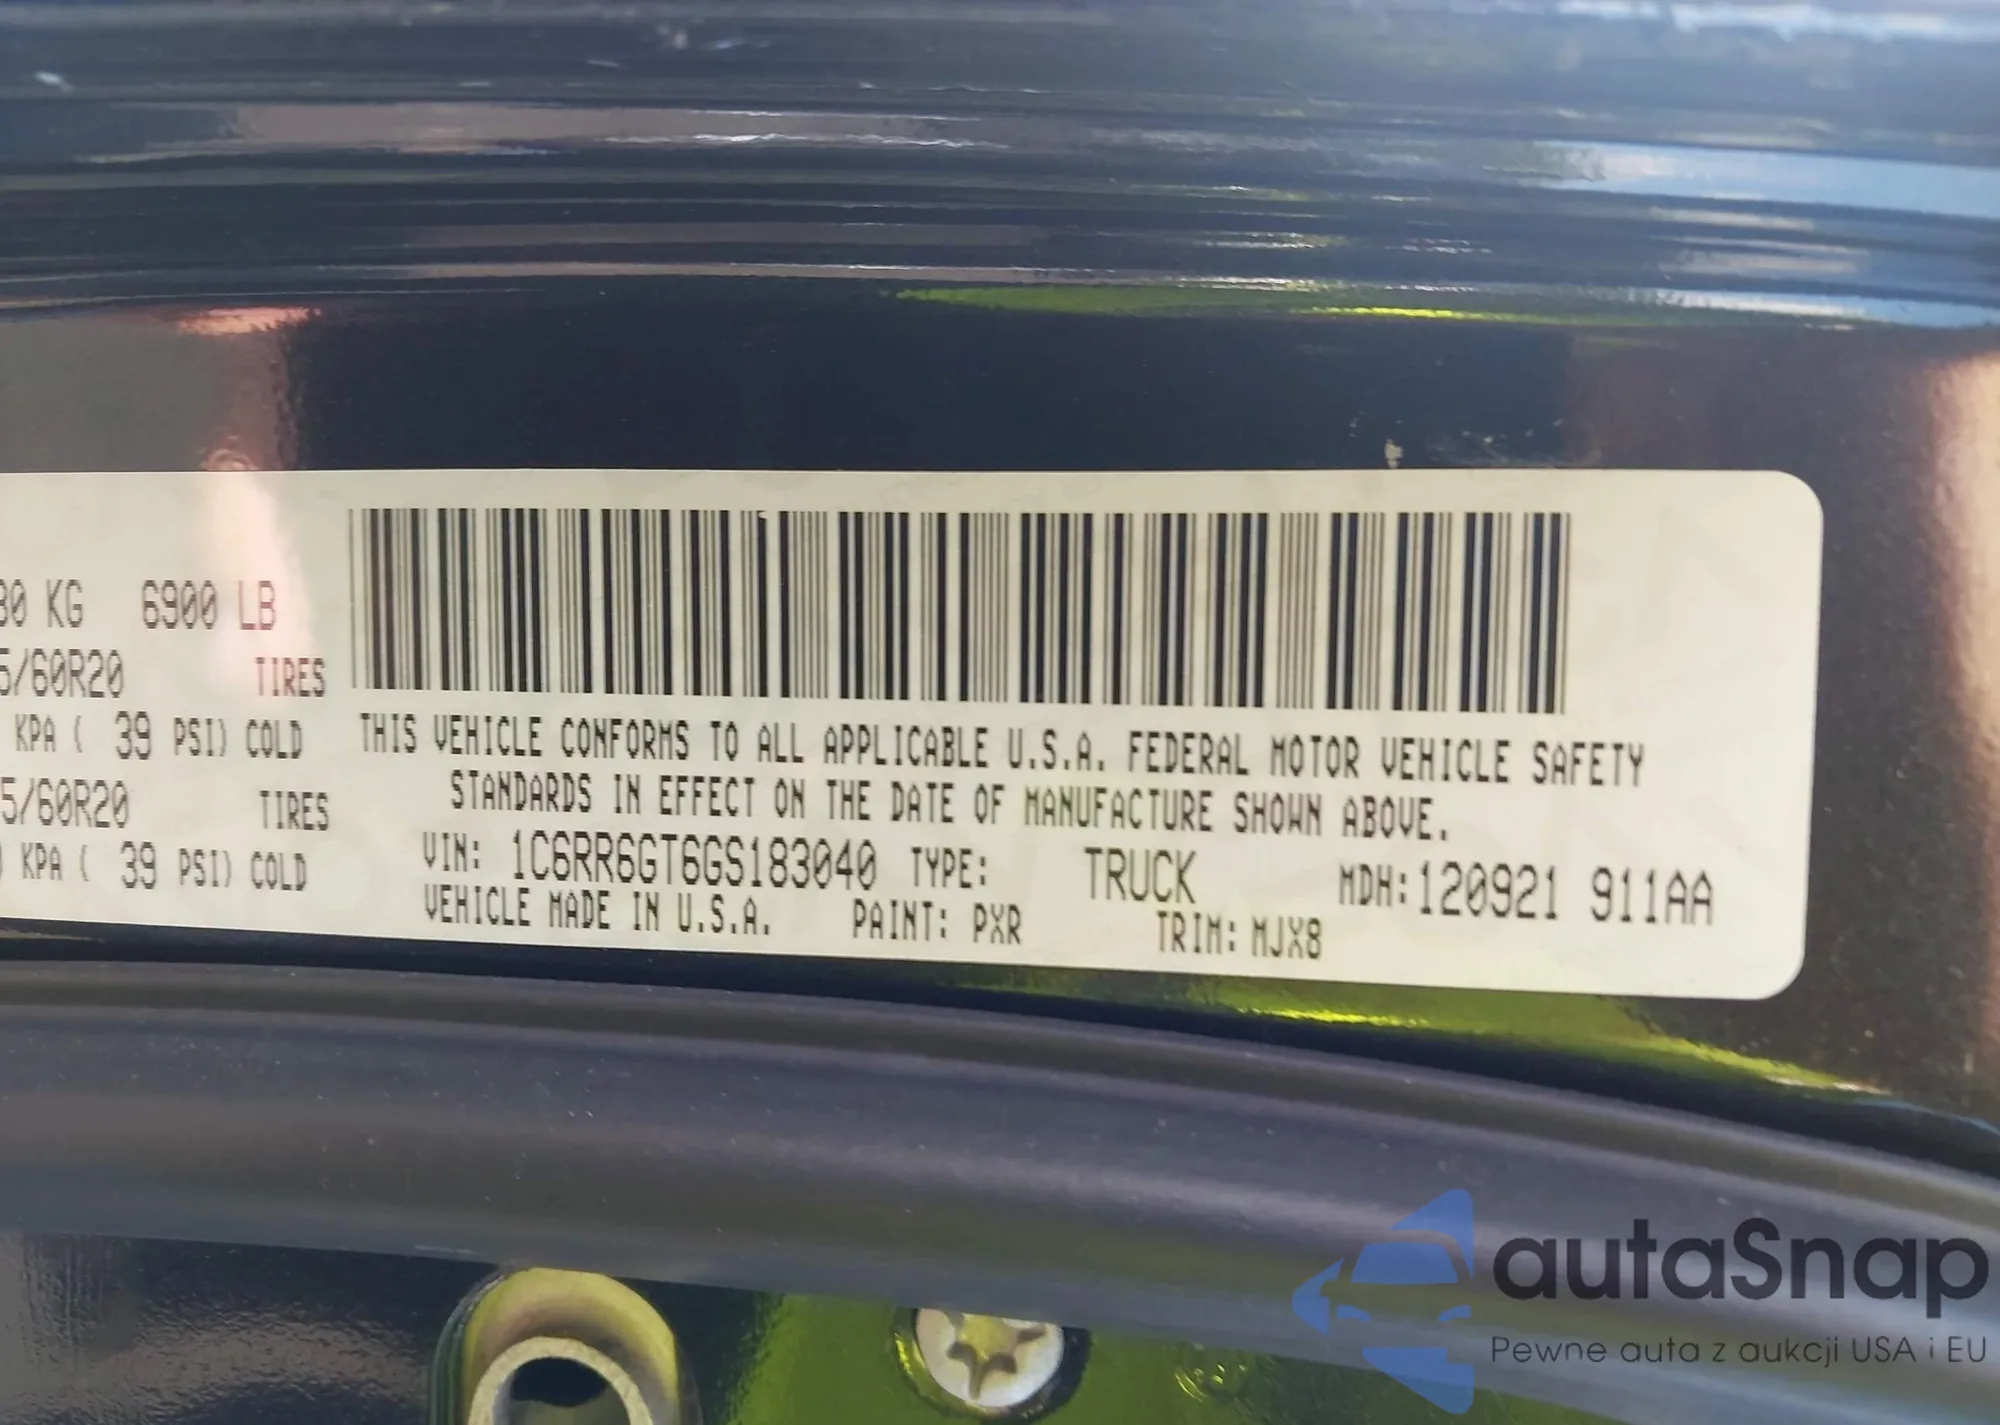 30 KG 6900 LB
5/60R20 TIRES
KPA ( 39 PSI) COLD
5/60R20 TIRES
KPA ( 39 PSI) COLD
THIS VEHICLE CONFORMS TO ALL APPLICABLE U.S.A. FEDERAL MOTOR VEHICLE SAFETY
STANDARDS IN EFFECT ON THE DATE OF MANUFACTURE SHOWN ABOVE.
VIN: 1C6RR6GT6GS183040 TYPE: TRUCK MDH:120921 911AA
VEHICLE MADE IN U.S.A. PAINT: PXR TRIM: MJX8
autaSnap
Pewne auta z aukcji USA i EU